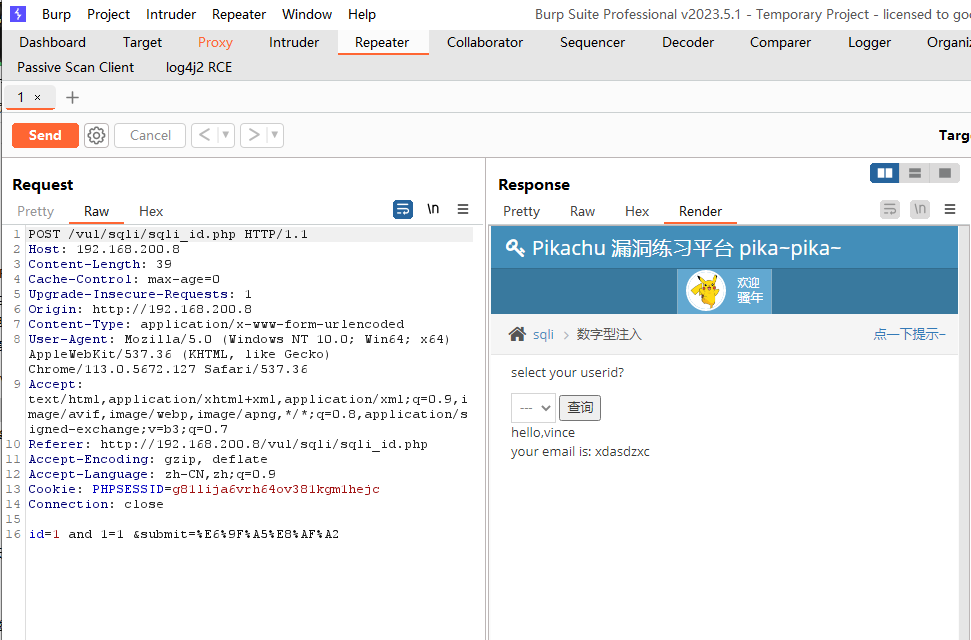 Burp Project Intruder Repeater Window Help Burp Suite Professional v2023.5.1 - Temporary Project - licensed to goo
Dashboard Target Proxy Intruder Repeater Collaborator Sequencer Decoder Comparer Logger Organiz
Passive Scan Client log4j2 RCE
1 × +
Send Cancel < > Targ
Request
Pretty Raw Hex \n
1 POST /vul/sqli/sqli_id.php HTTP/1.1
2 Host: 192.168.200.8
3 Content-Length: 39
4 Cache-Control: max-age=0
5 Upgrade-Insecure-Requests: 1
6 Origin: http://192.168.200.8
7 Content-Type: application/x-www-form-urlencoded
8 User-Agent: Mozilla/5.0 (Windows NT 10.0; Win64; x64)
AppleWebKit/537.36 (KHTML, like Gecko)
Chrome/113.0.5672.127 Safari/537.36
9 Accept:
text/html,application/xhtml+xml,application/xml;q=0.9,i
mage/avif,image/webp,image/apng,*/*;q=0.8,application/s
igned-exchange;v=b3;q=0.7
10 Referer: http://192.168.200.8/vul/sqli/sqli_id.php
11 Accept-Encoding: gzip, deflate
12 Accept-Language: zh-CN,zh;q=0.9
13 Cookie: PHPSESSID=g811ija6vrh64ov381kgm1hejc
14 Connection: close
15
16 id=1 and 1=1 &submit=%E6%9F%A5%E8%AF%A2
Response
Pretty Raw Hex Render \n
Pikachu 漏洞练习平台 pika~pika~
欢迎
骚年
sqli > 数字型注入 点一下提示~
select your userid?
--- 查询
hello,vince
your email is: xdasdzxc